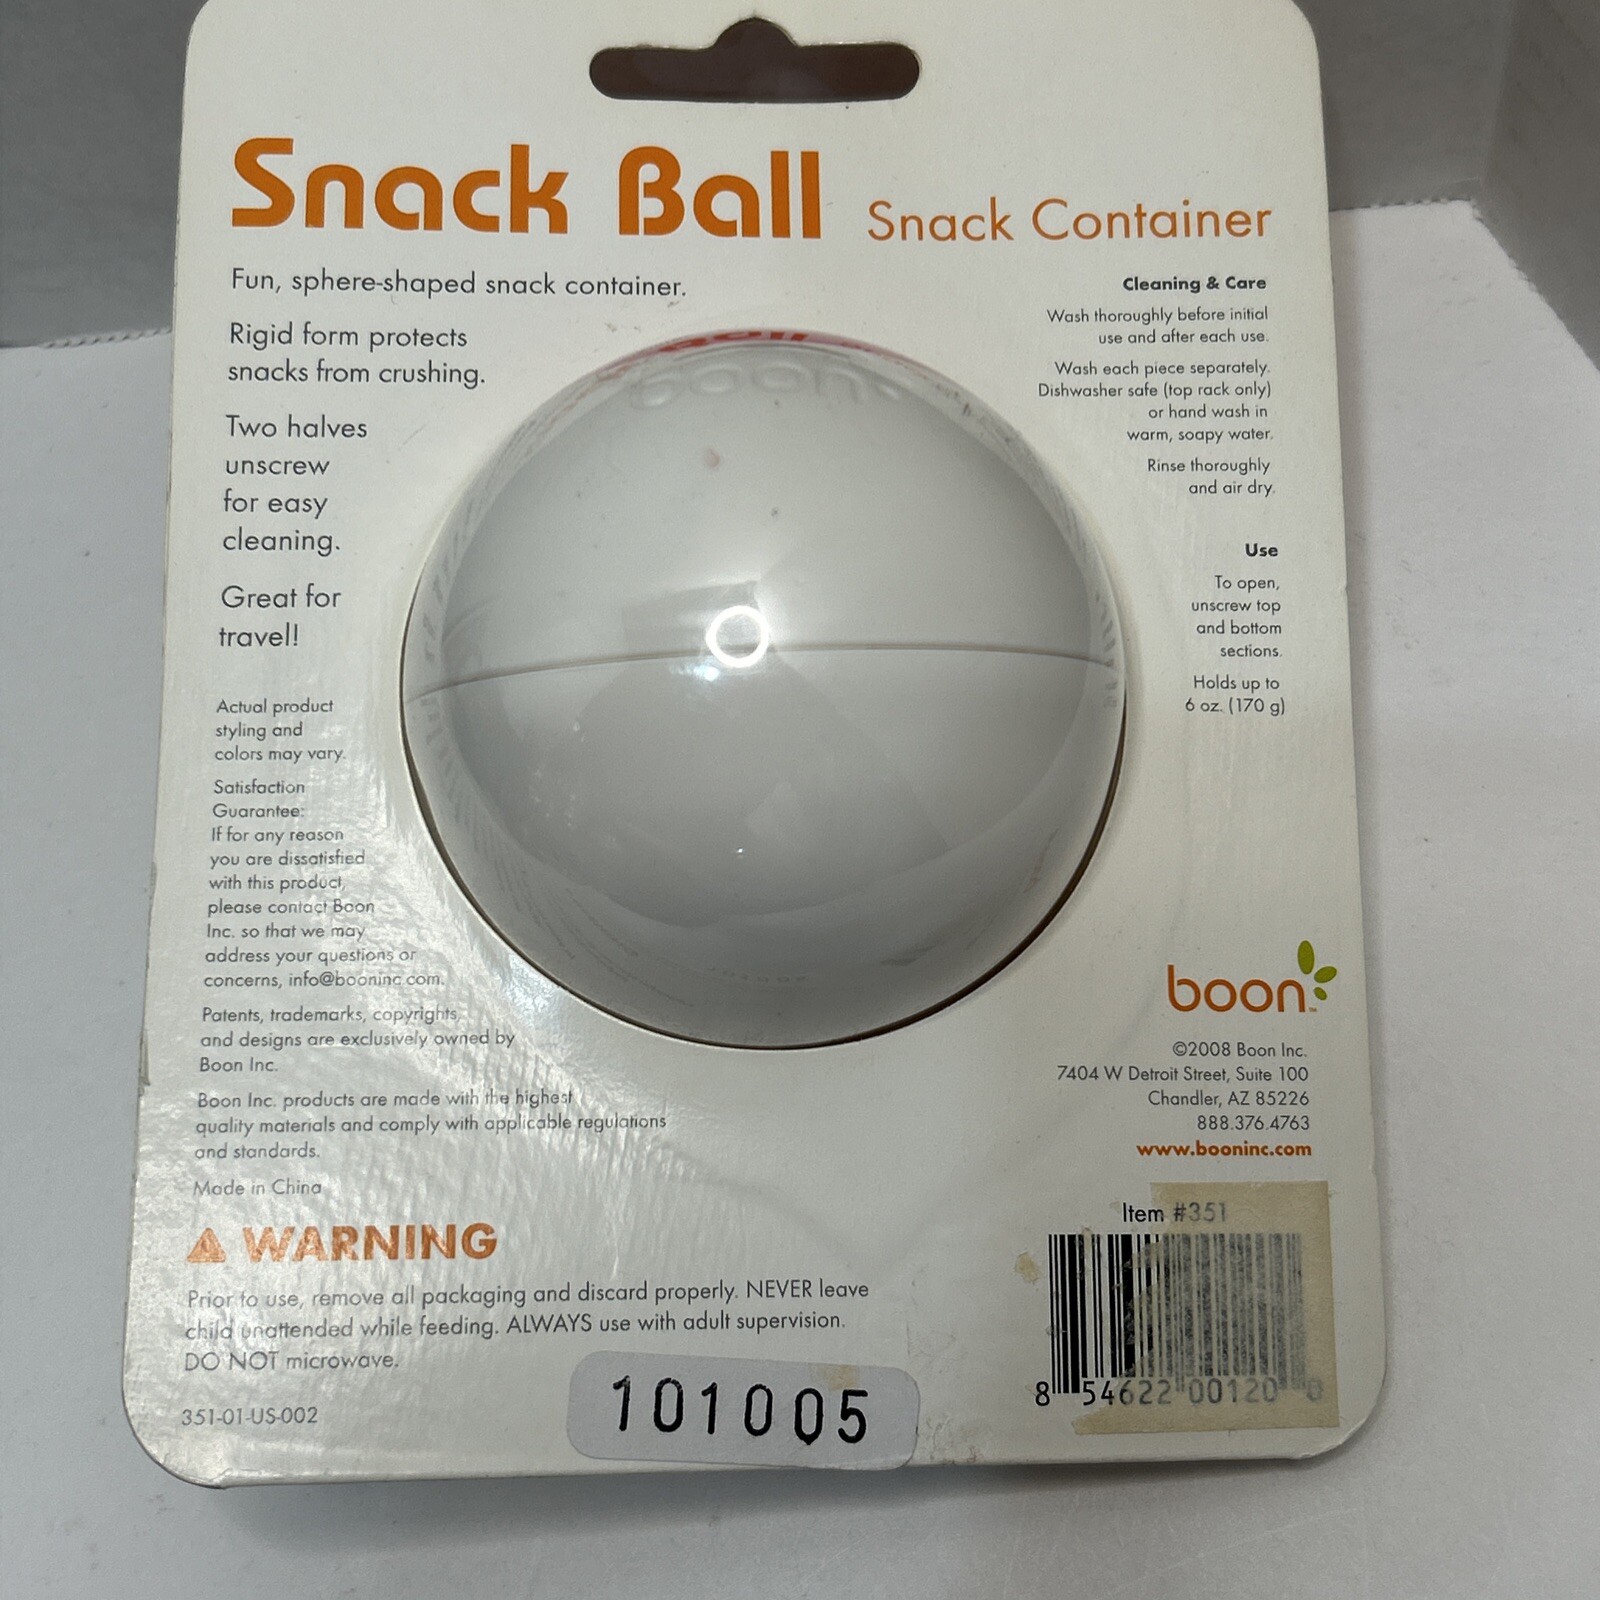 Snack Ball Snack Container
Fun, sphere-shaped snack container.
Rigid form protects
snacks from crushing.
Two halves
unscrew
for easy
cleaning.
Great for
travel!
Actual product
styling and
colors may vary.
Satisfaction
Guarantee:
If for any reason
you are dissatisfied
with this product,
please contact Boon
Inc. so that we may
address your questions or
concerns, info@booninc.com.
Patents, trademarks, copyrights,
and designs are exclusively owned by
Boon Inc.
Boon Inc. products are made with the highest
quality materials and comply with applicable regulations
and standards.
Made in China
WARNING
Prior to use, remove all packaging and discard properly. NEVER leave
child unattended while feeding. ALWAYS use with adult supervision.
DO NOT microwave.
351-01-US-002
101005
boon
Cleaning & Care
Wash thoroughly before initial
use and after each use.
Wash each piece separately.
Dishwasher safe (top rack only)
or hand wash in
warm, soapy water.
Rinse thoroughly
and air dry.
Use
To open,
unscrew top
and bottom
sections.
Holds up to
6 oz. (170 g)
boon™
©2008 Boon Inc.
7404 W Detroit Street, Suite 100
Chandler, AZ 85226
888.376.4763
www.booninc.com
Item #351
8 54622 00120 0